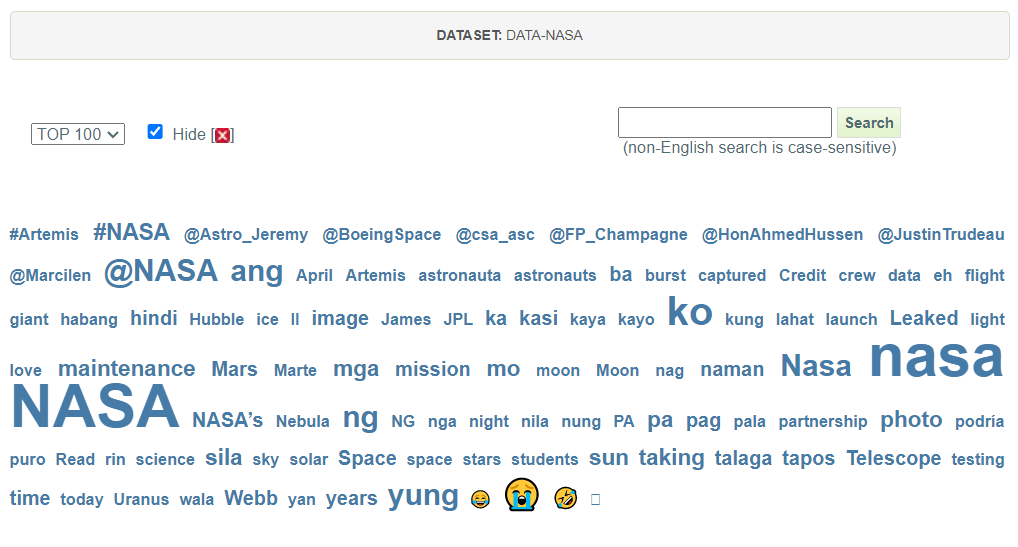 DATASET: DATA-NASA
TOP 100 Hide [❌] Search
(non-English search is case-sensitive)
#Artemis #NASA @Astro_Jeremy @BoeingSpace @csa_asc @FP_Champagne @HonAhmedHussen @JustinTrudeau
@Marcilen @NASA ang April Artemis astronauta astronauts ba burst captured Credit crew data eh flight
giant habang hindi Hubble ice II image James JPL ka kasi kaya kayo ko kung lahat launch Leaked light
love maintenance Mars Marte mga mission mo moon Moon nag naman Nasa nasa
NASA NASA’s Nebula ng NG nga night nila nung PA pa pag pala partnership photo podría
puro Read rin science sila sky solar Space space stars students sun taking talaga tapos Telescope testing
time today Uranus wala Webb yan years yung 😂 😭 🤣